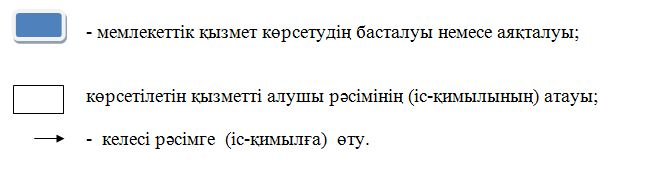 - мемлекеттік қызмет көрсетудің басталуы немесе аяқталуы;
көрсетілетін қызметті алушы рәсімінің (іс-қимылының) атауы;
- келесі рәсімге (іс-қимылға) өту.